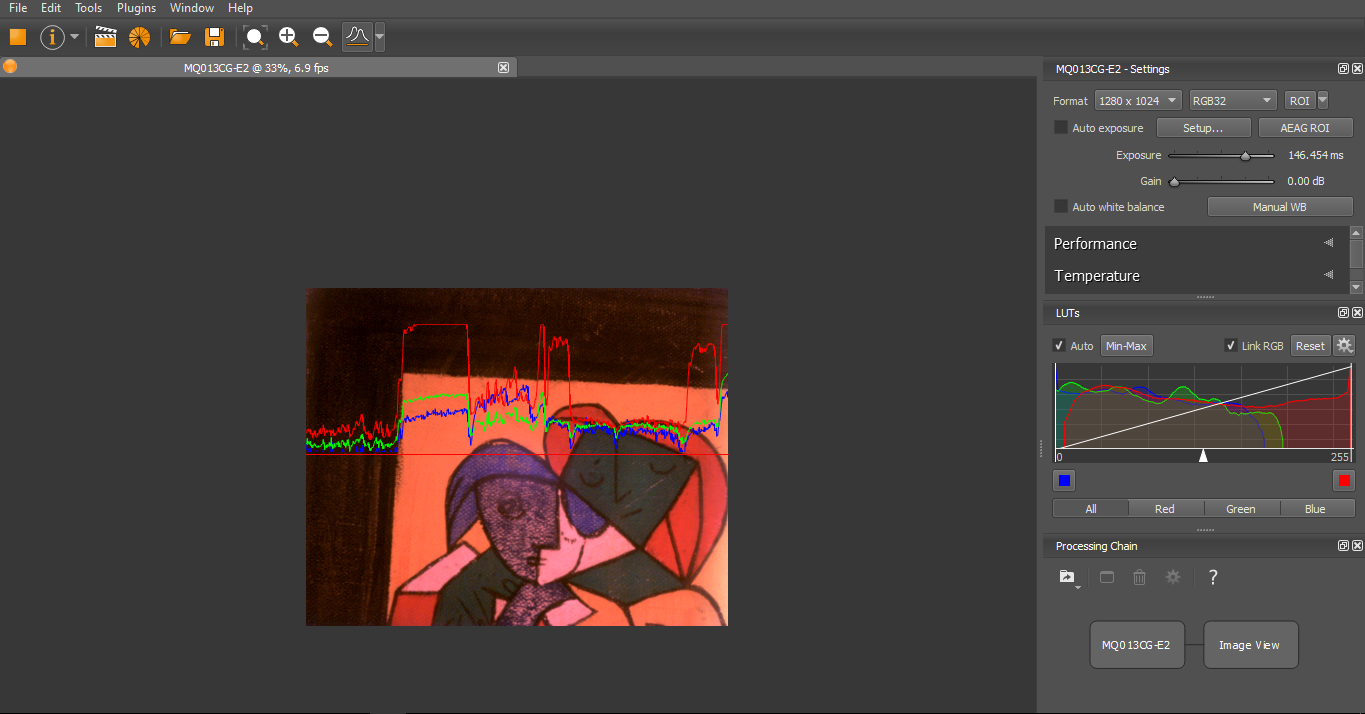 File Edit Tools Plugins Window Help
MQ013CG-E2 @ 33%, 6.9 fps
MQ013CG-E2 - Settings
Format 1280 x 1024 RGB32 ROI
Auto exposure Setup... AEAG ROI
Exposure 146.454 ms
Gain 0.00 dB
Auto white balance Manual WB
Performance
Temperature
LUTs
Auto Min-Max Link RGB Reset
0 255
All Red Green Blue
Processing Chain
?
MQ013CG-E2 Image View